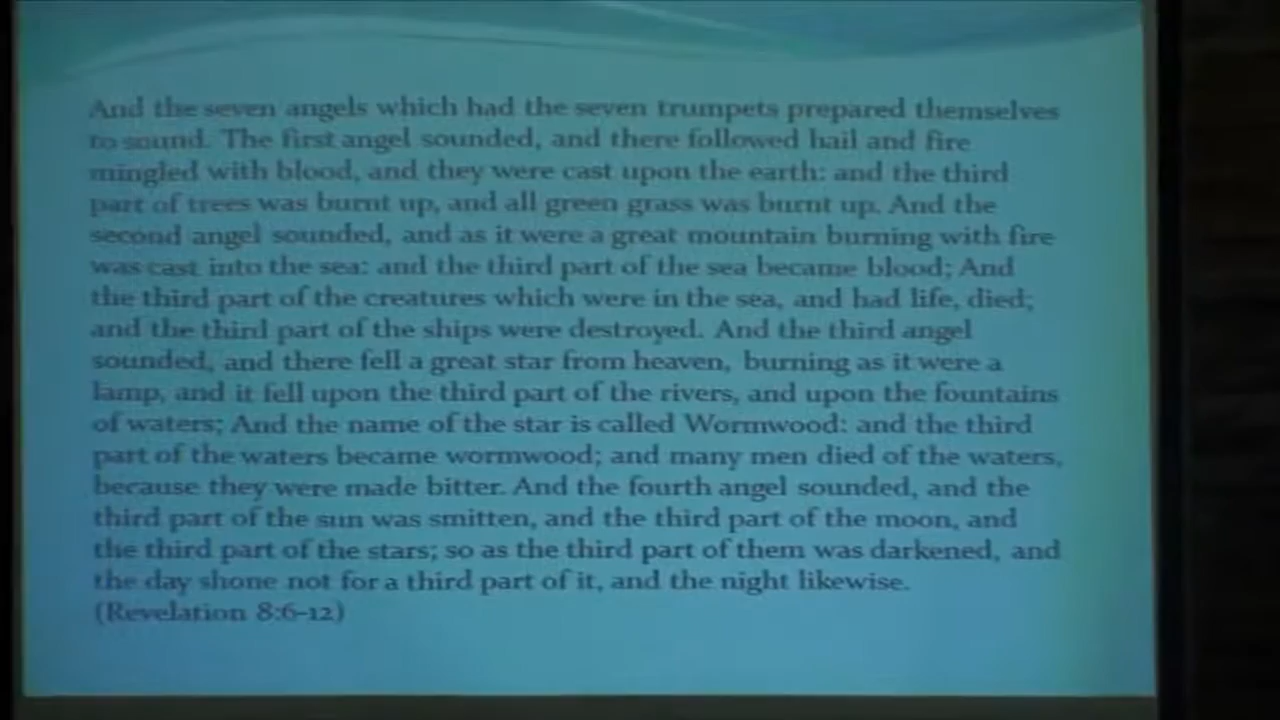 And the seven angels which had the seven trumpets prepared themselves
to sound. The first angel sounded, and there followed hail and fire
mingled with blood, and they were cast upon the earth: and the third
part of trees was burnt up, and all green grass was burnt up. And the
second angel sounded, and as it were a great mountain burning with fire
was cast into the sea: and the third part of the sea became blood; And
the third part of the creatures which were in the sea, and had life, died;
and the third part of the ships were destroyed. And the third angel
sounded, and there fell a great star from heaven, burning as it were a
lamp, and it fell upon the third part of the rivers, and upon the fountains
of waters; And the name of the star is called Wormwood: and the third
part of the waters became wormwood; and many men died of the waters,
because they were made bitter. And the fourth angel sounded, and the
third part of the sun was smitten, and the third part of the moon, and
the third part of the stars; so as the third part of them was darkened, and
the day shone not for a third part of it, and the night likewise.
(Revelation 8:6-12)